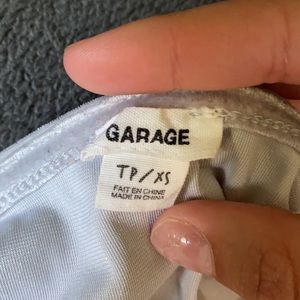 GARAGE
TP/XS
FAIT EN CHINE
MADE IN CHINA